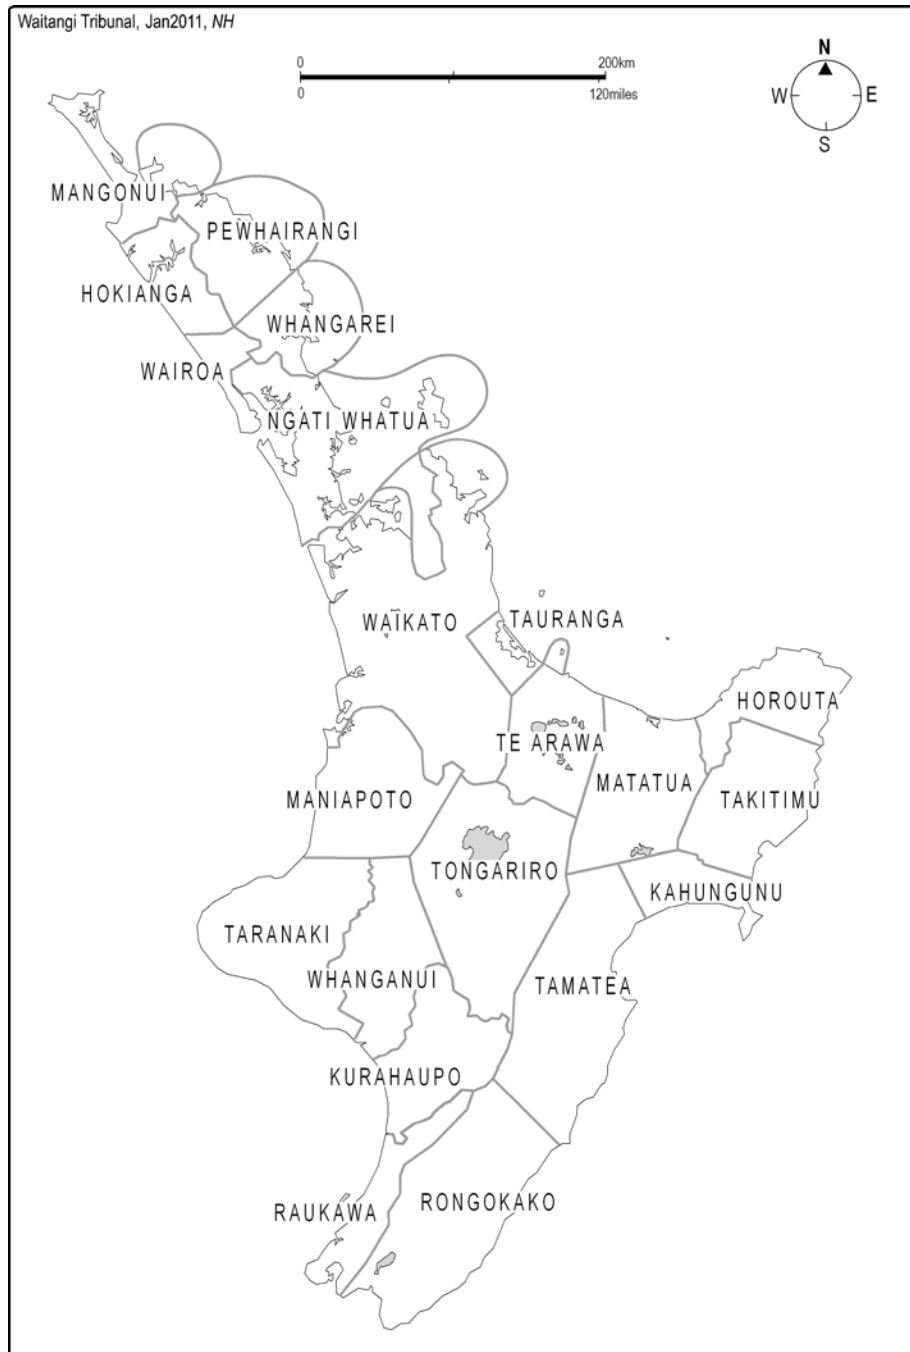 Waitangi Tribunal, Jan2011, NH
0 200km
0 120miles
N
W E
S
MANGONUI
PEWHAIRANGI
HOKIANGA
WHANGAREI
WAIROA
NGATI WHATUA
WAIKATO
TAURANGA
HOROUTA
TE ARAWA
MATATUA
MANIAPOTO
TAKITIMU
TONGARIRO
KAHUNGUNU
TARANAKI
WHANGANUI
TAMATEA
KURAHAUPO
RAUKAWA
RONGOKAKO